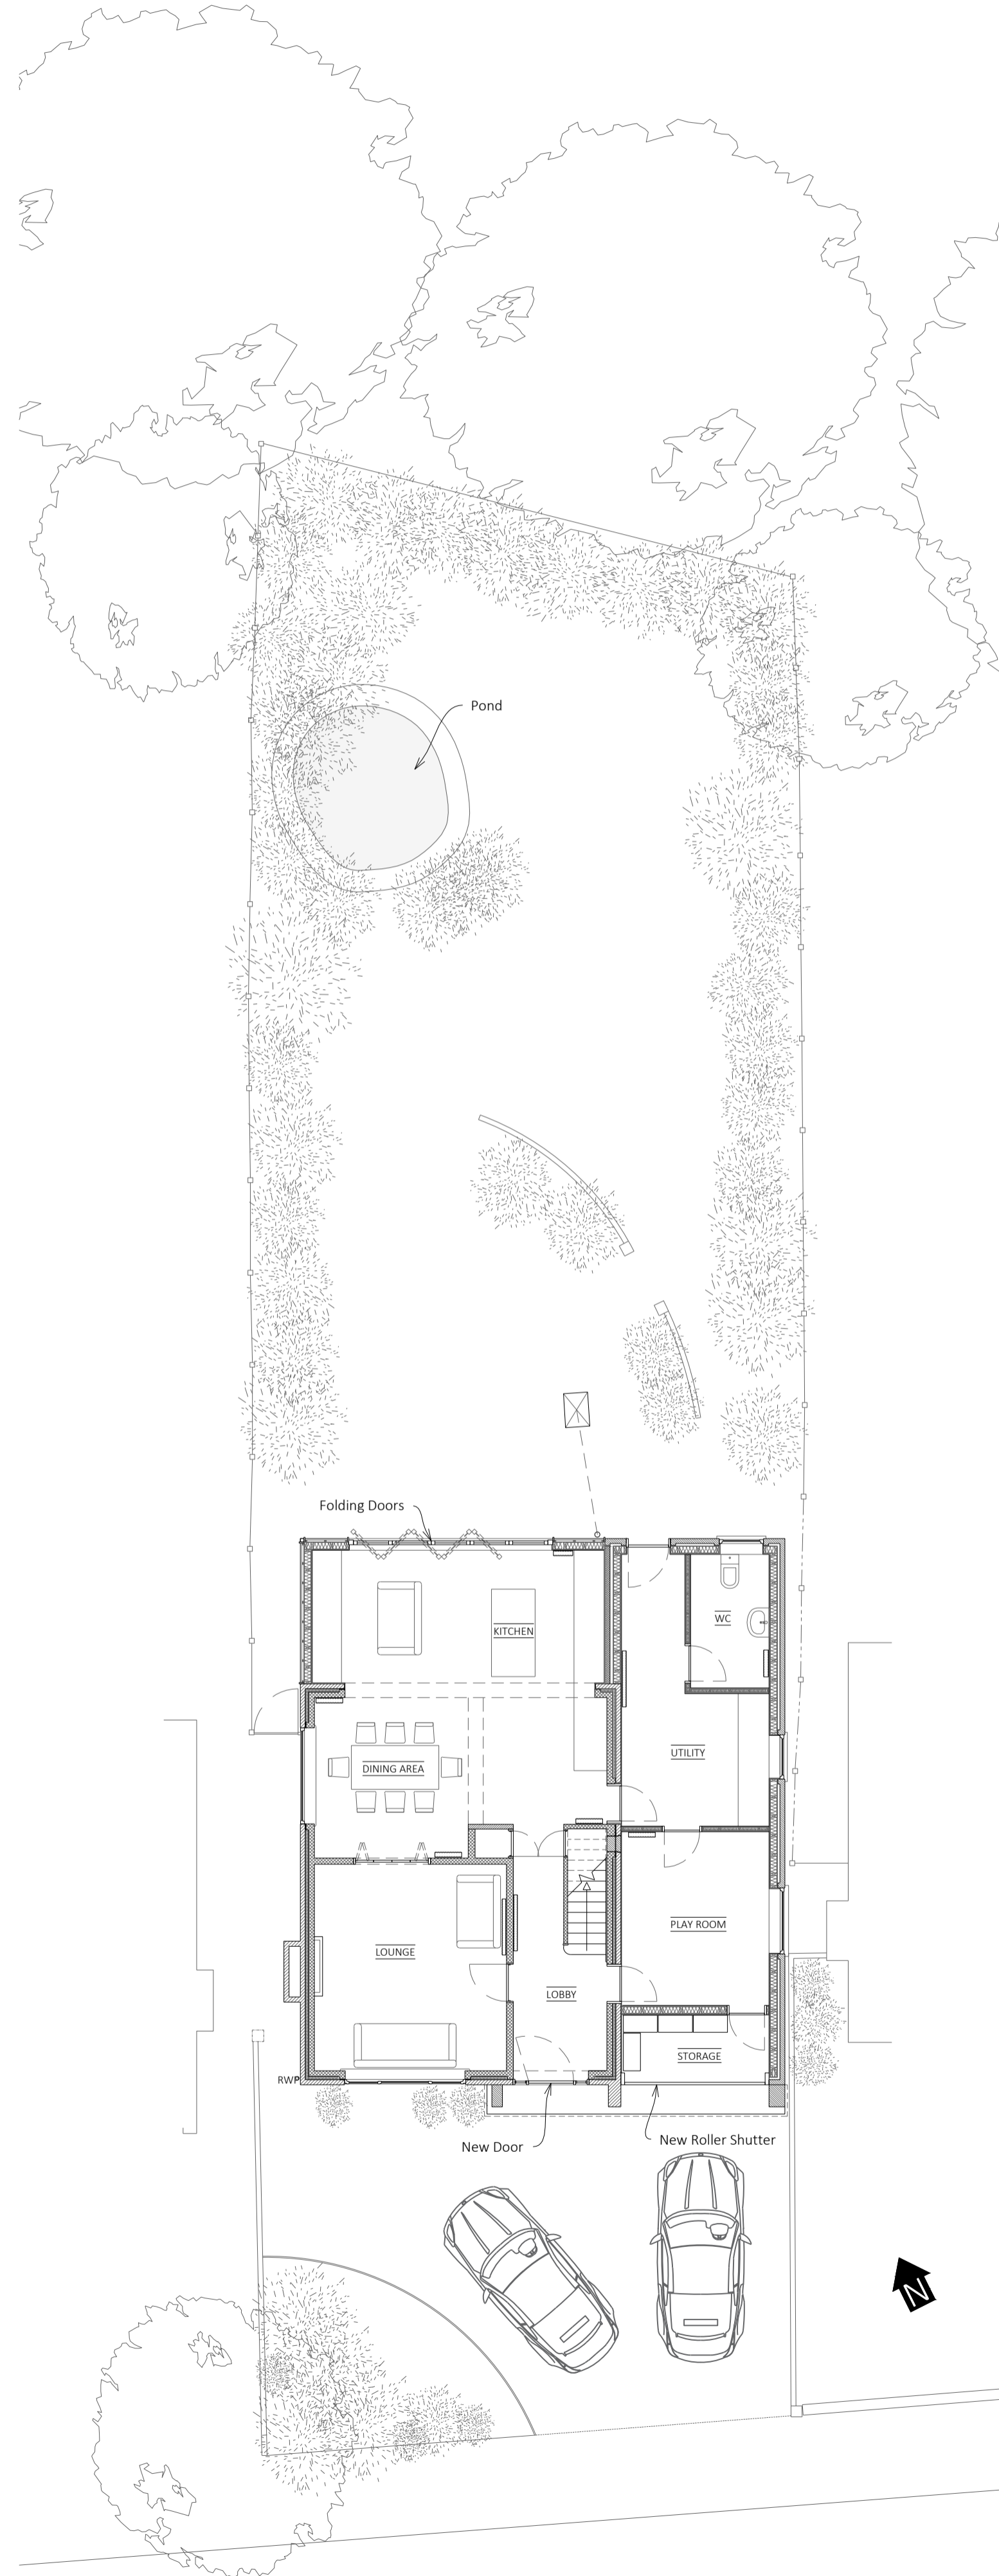 Pond
Folding Doors
KITCHEN
WC
UTILITY
DINING AREA
PLAY ROOM
LOUNGE
LOBBY
STORAGE
RWP
New Door
New Roller Shutter
N